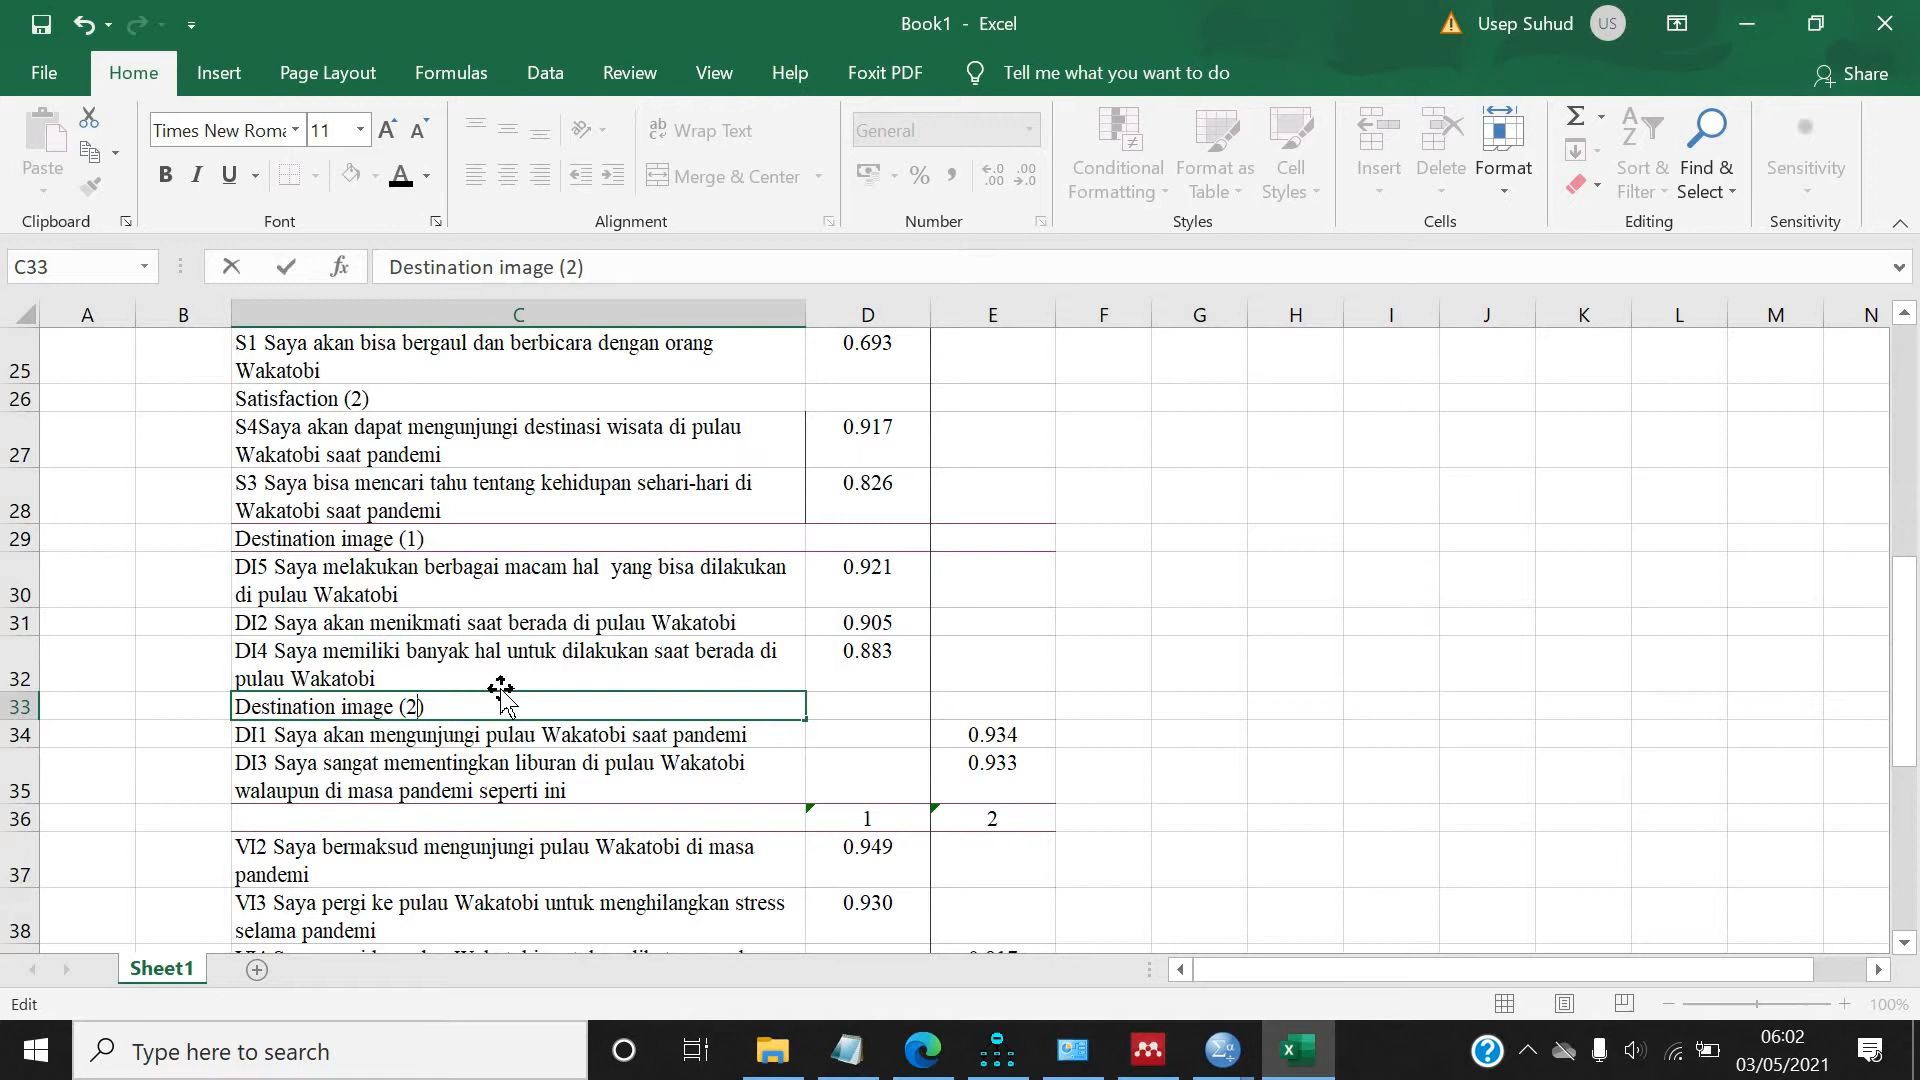 Book1 - Excel
Usep Suhud
US
File
Home
Insert
Page Layout
Formulas
Data
Review
View
Help
Foxit PDF
Tell me what you want to do
Share
Paste
Clipboard
Times New Roma
11
B I U
Font
Wrap Text
Merge & Center
Alignment
General
Number
Conditional
Formatting
Format as
Table
Cell
Styles
Styles
Insert
Delete
Format
Cells
Sort &
Filter
Find &
Select
Editing
Sensitivity
Sensitivity
C33
fx
Destination image (2)
A B C D E F G H I J K L M N
25 S1 Saya akan bisa bergaul dan berbicara dengan orang 0.693
Wakatobi
26 Satisfaction (2)
27 S4Saya akan dapat mengunjungi destinasi wisata di pulau 0.917
Wakatobi saat pandemi
28 S3 Saya bisa mencari tahu tentang kehidupan sehari-hari di 0.826
Wakatobi saat pandemi
29 Destination image (1)
30 DI5 Saya melakukan berbagai macam hal  yang bisa dilakukan 0.921
di pulau Wakatobi
31 DI2 Saya akan menikmati saat berada di pulau Wakatobi 0.905
32 DI4 Saya memiliki banyak hal untuk dilakukan saat berada di 0.883
pulau Wakatobi
33 Destination image (2)
34 DI1 Saya akan mengunjungi pulau Wakatobi saat pandemi 0.934
35 DI3 Saya sangat mementingkan liburan di pulau Wakatobi 0.933
walaupun di masa pandemi seperti ini
36 1 2
37 VI2 Saya bermaksud mengunjungi pulau Wakatobi di masa 0.949
pandemi
38 VI3 Saya pergi ke pulau Wakatobi untuk menghilangkan stress 0.930
selama pandemi
Sheet1
Edit
100%
Type here to search
06:02
03/05/2021